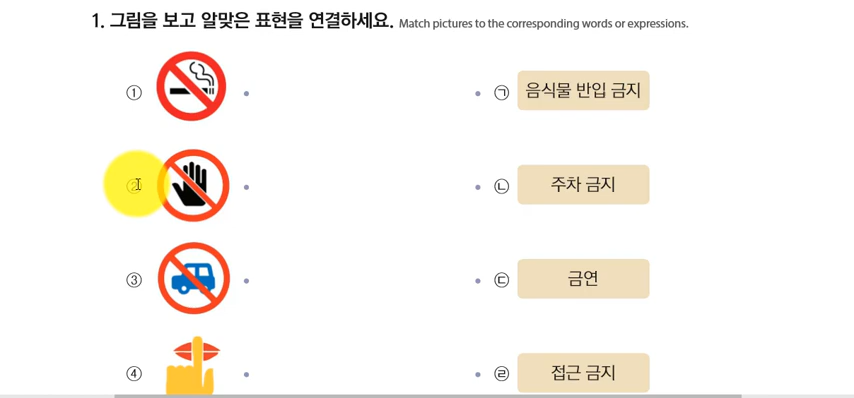 1. 그림을 보고 알맞은 표현을 연결하세요. Match pictures to the corresponding words or expressions.
① ㉠ 음식물 반입 금지
② ㉡ 주차 금지
③ ㉢ 금연
④ ㉣ 접근 금지